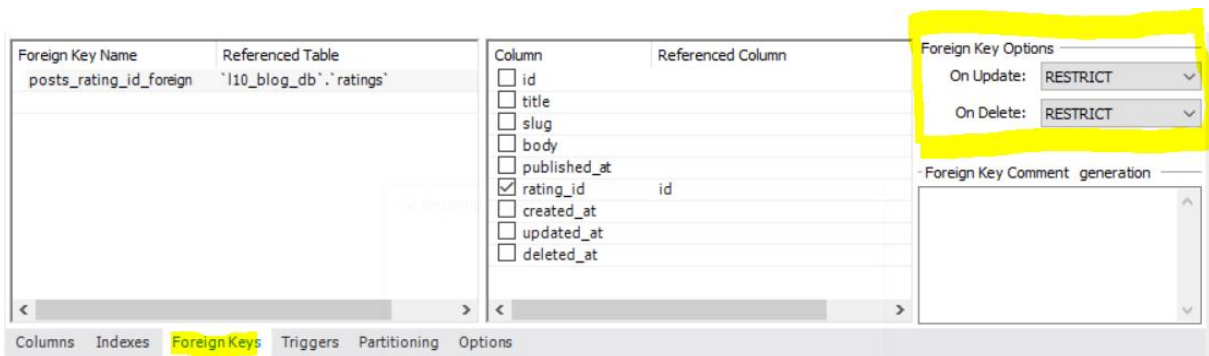 Foreign Key Name Referenced Table
posts_rating_id_foreign `l10_blog_db`.`ratings`
Column Referenced Column
id
title
slug
body
published_at
rating_id id
created_at
updated_at
deleted_at
Foreign Key Options
On Update: RESTRICT
On Delete: RESTRICT
Foreign Key Comment generation
Columns Indexes Foreign Keys Triggers Partitioning Options